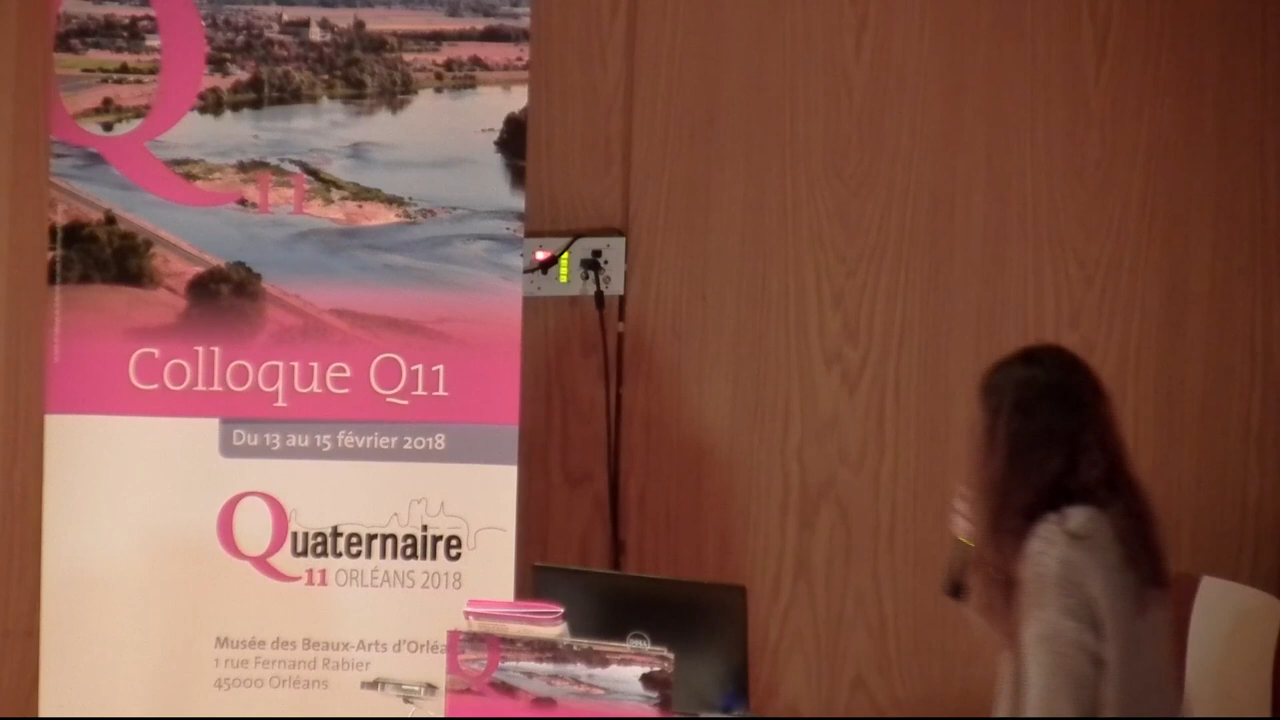 Q
11
Colloque Q11
Du 13 au 15 février 2018
Quaternaire
11 ORLÉANS 2018
Musée des Beaux-Arts d'Orléa
1 rue Fernand Rabier
45000 Orléans